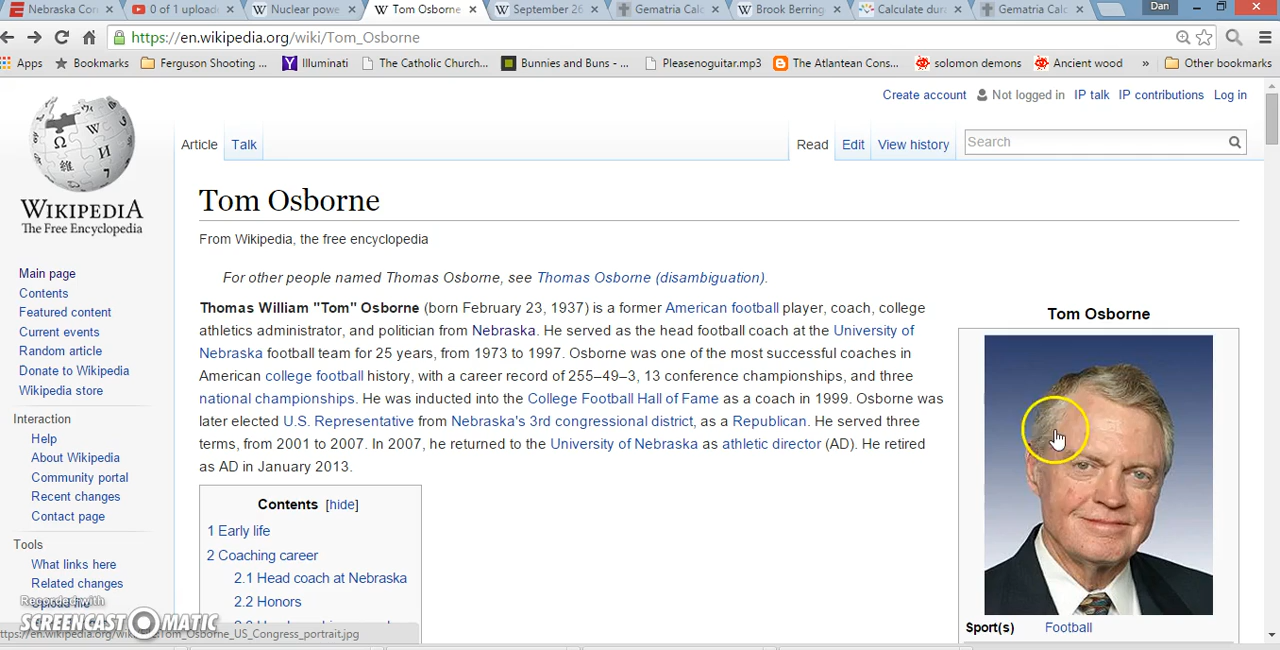 Nebraska Cor
0 of 1 upload
Nuclear powe
Tom Osborne
September 26
Gematria Calc
Brook Berring
Calculate dura
Gematria Calc
Dan
https://en.wikipedia.org/wiki/Tom_Osborne
Apps
Bookmarks
Ferguson Shooting ...
Illuminati
The Catholic Church...
Bunnies and Buns - ...
Pleasenoguitar.mp3
The Atlantean Cons...
solomon demons
Ancient wood
»
Other bookmarks
Create account
Not logged in
IP talk
IP contributions
Log in
WIKIPEDIA
The Free Encyclopedia
Article
Talk
Read
Edit
View history
Search
Main page
Contents
Featured content
Current events
Random article
Donate to Wikipedia
Wikipedia store
Interaction
Help
About Wikipedia
Community portal
Recent changes
Contact page
Tools
What links here
Related changes
Upload file
Tom Osborne
From Wikipedia, the free encyclopedia
For other people named Thomas Osborne, see Thomas Osborne (disambiguation).
Thomas William "Tom" Osborne (born February 23, 1937) is a former American football player, coach, college
athletics administrator, and politician from Nebraska. He served as the head football coach at the University of
Nebraska football team for 25 years, from 1973 to 1997. Osborne was one of the most successful coaches in
American college football history, with a career record of 255–49–3, 13 conference championships, and three
national championships. He was inducted into the College Football Hall of Fame as a coach in 1999. Osborne was
later elected U.S. Representative from Nebraska's 3rd congressional district, as a Republican. He served three
terms, from 2001 to 2007. In 2007, he returned to the University of Nebraska as athletic director (AD). He retired
as AD in January 2013.
Contents [hide]
1 Early life
2 Coaching career
2.1 Head coach at Nebraska
2.2 Honors
Tom Osborne
Sport(s) Football
Recorded with
SCREENCAST MATIC